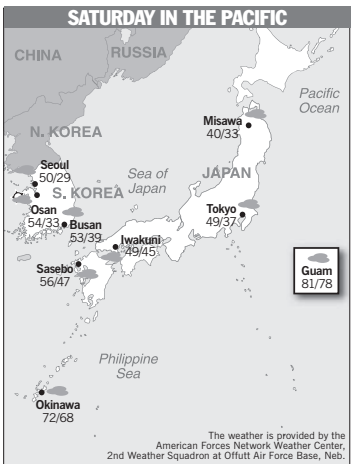 SATURDAY IN THE PACIFIC
CHINA
RUSSIA
Pacific
Ocean
Misawa
40/33
N. KOREA
Seoul
50/29
Sea of
Japan
JAPAN
S. KOREA
Osan
54/33
Busan
53/39
Tokyo
49/37
Iwakuni
49/45
Sasebo
56/47
Guam
81/78
Philippine
Sea
Okinawa
72/68
The weather is provided by the
American Forces Network Weather Center,
2nd Weather Squadron at Offutt Air Force Base, Neb.